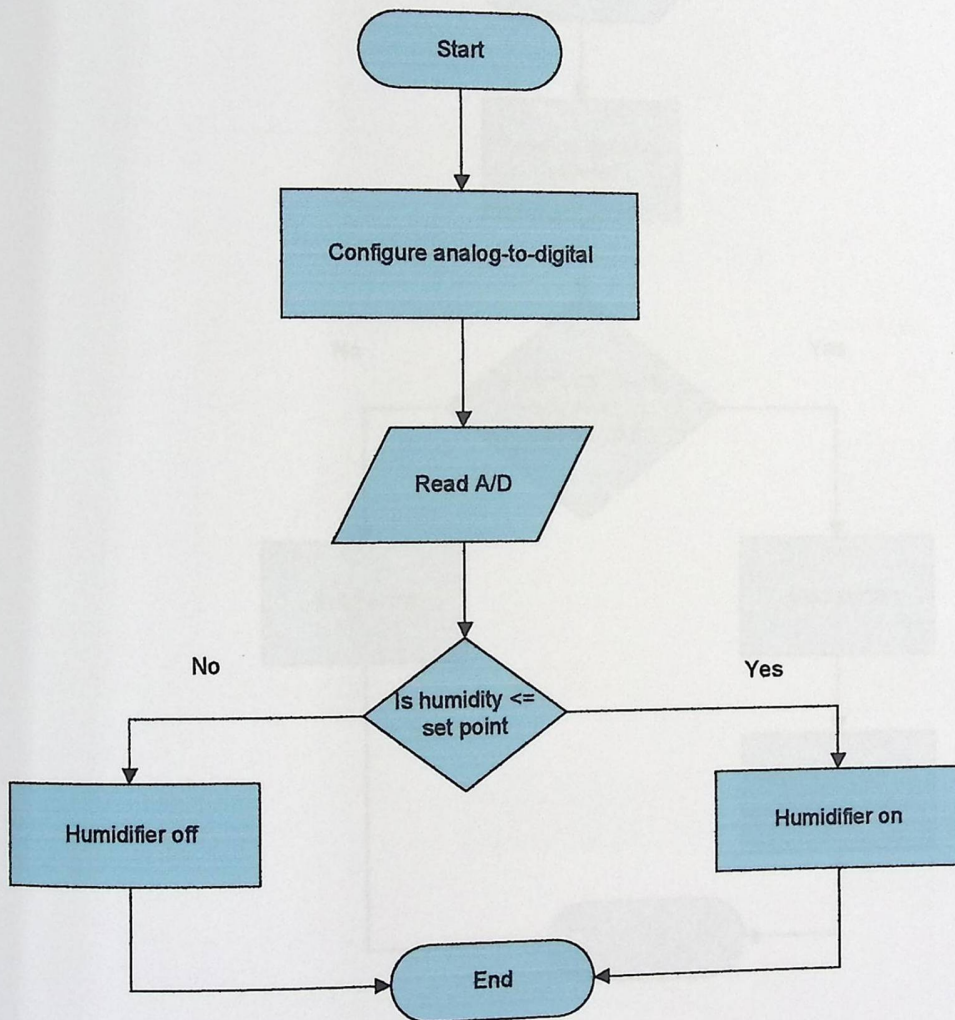 Start
Configure analog-to-digital
Read A/D
No
Yes
Is humidity <=
set point
Humidifier off
Humidifier on
End